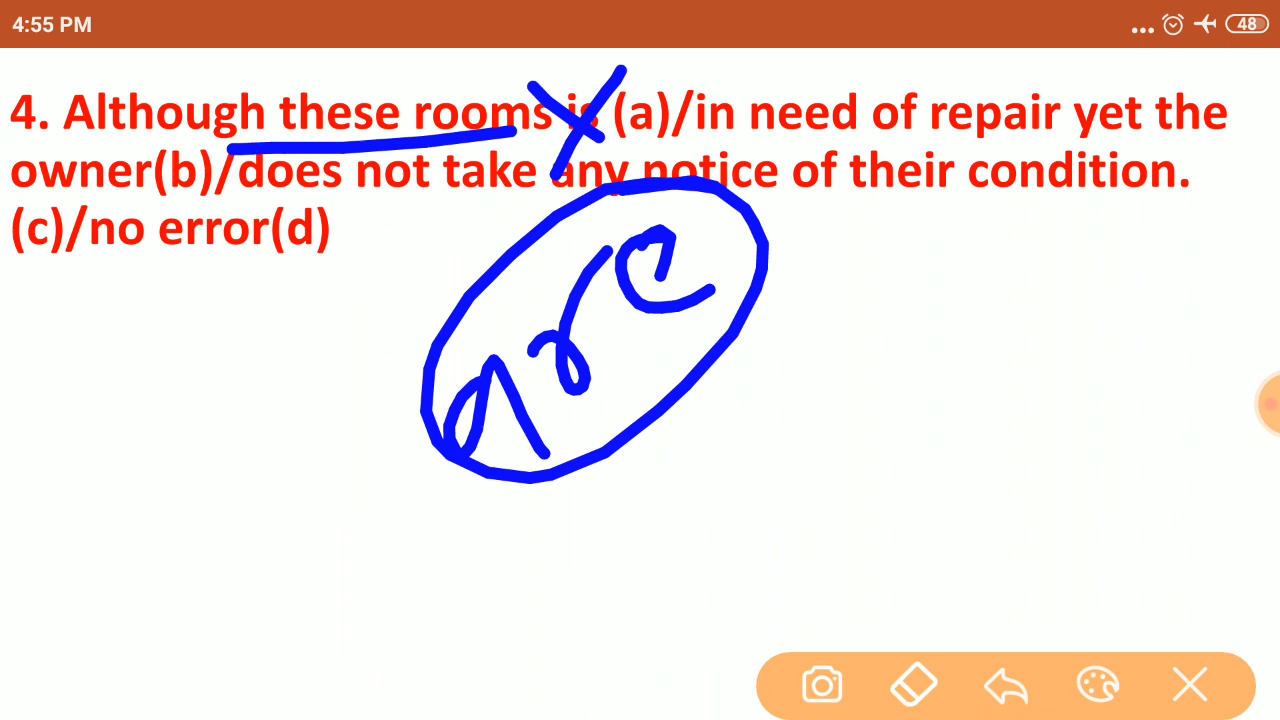 4:55 PM
48
4. Although these rooms is (a)/in need of repair yet the
owner(b)/does not take any notice of their condition.
(c)/no error(d)
are